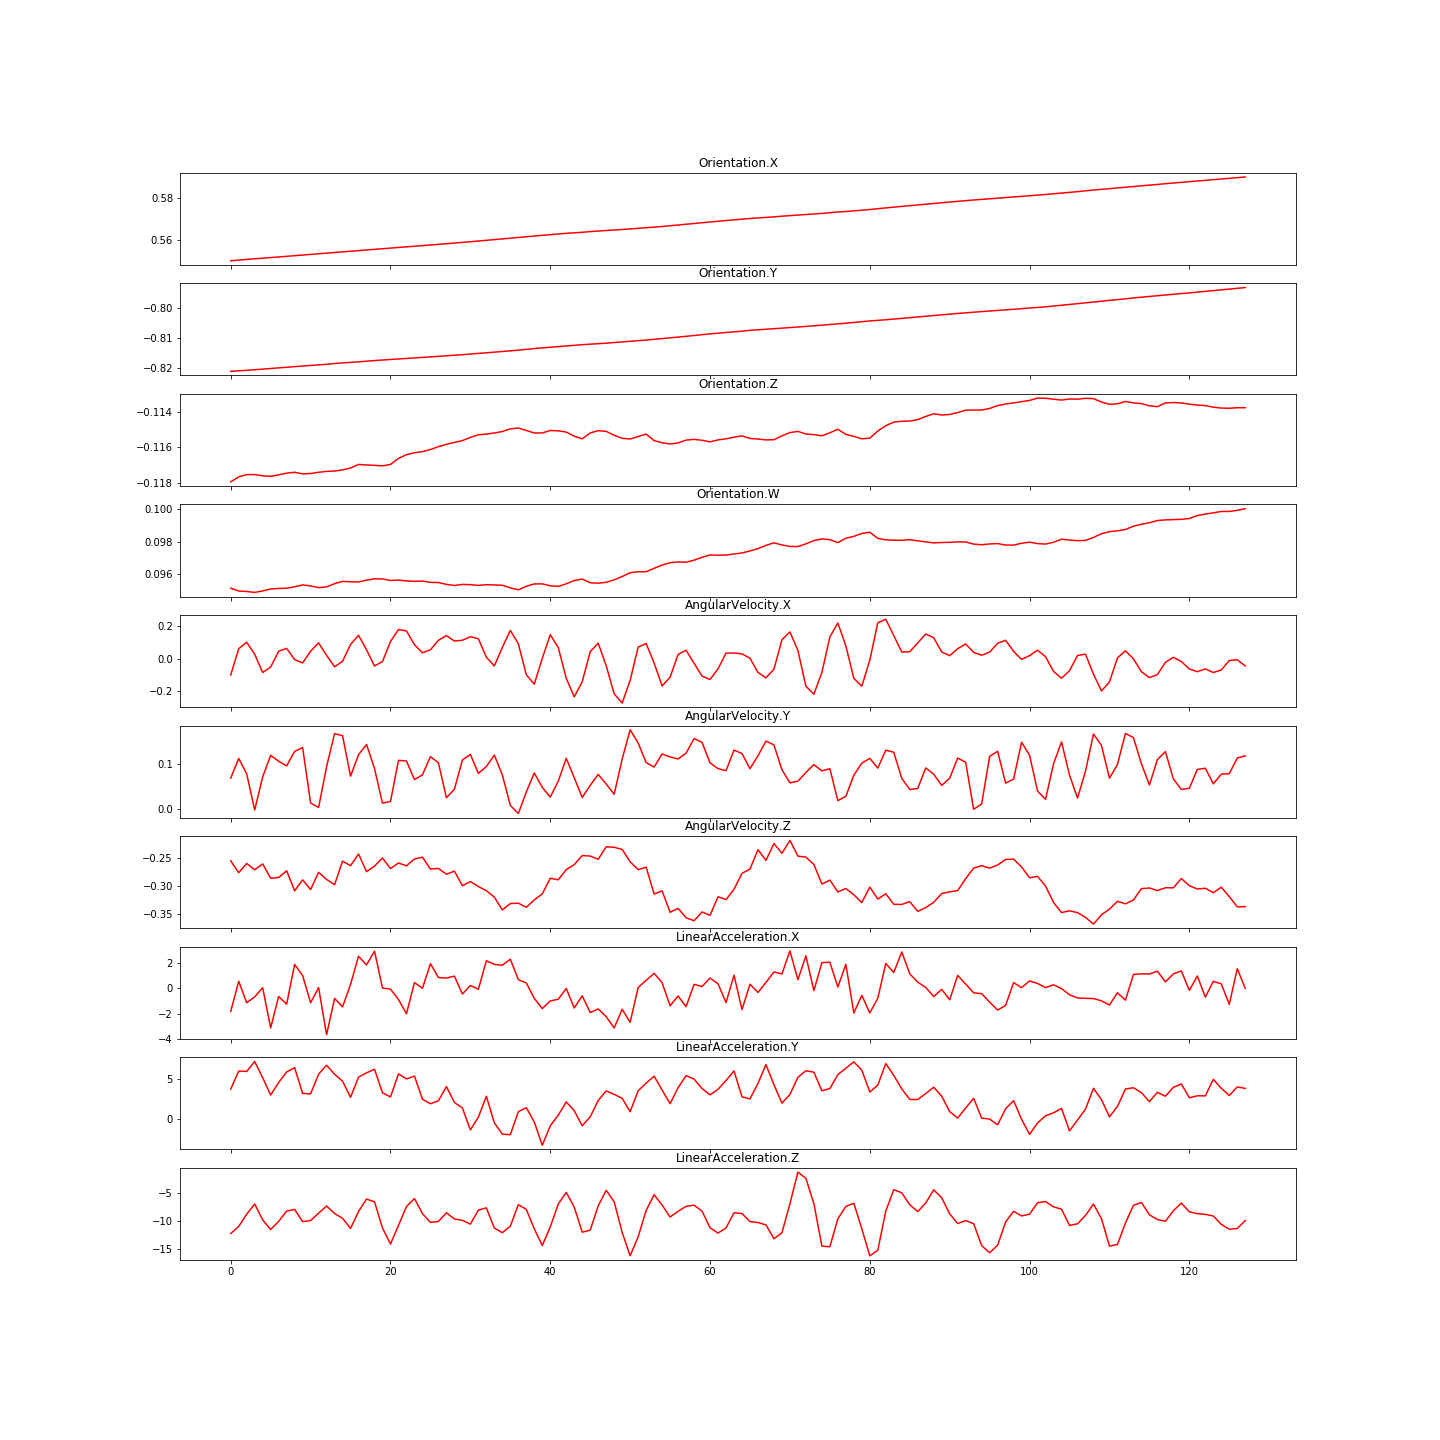 Orientation.X
0.58
0.56
Orientation.Y
−0.80
−0.81
−0.82
Orientation.Z
−0.114
−0.116
−0.118
Orientation.W
0.100
0.098
0.096
AngularVelocity.X
0.2
0.0
−0.2
AngularVelocity.Y
0.1
0.0
AngularVelocity.Z
−0.25
−0.30
−0.35
LinearAcceleration.X
2
0
−2
−4
LinearAcceleration.Y
5
0
LinearAcceleration.Z
−5
−10
−15
0 20 40 60 80 100 120